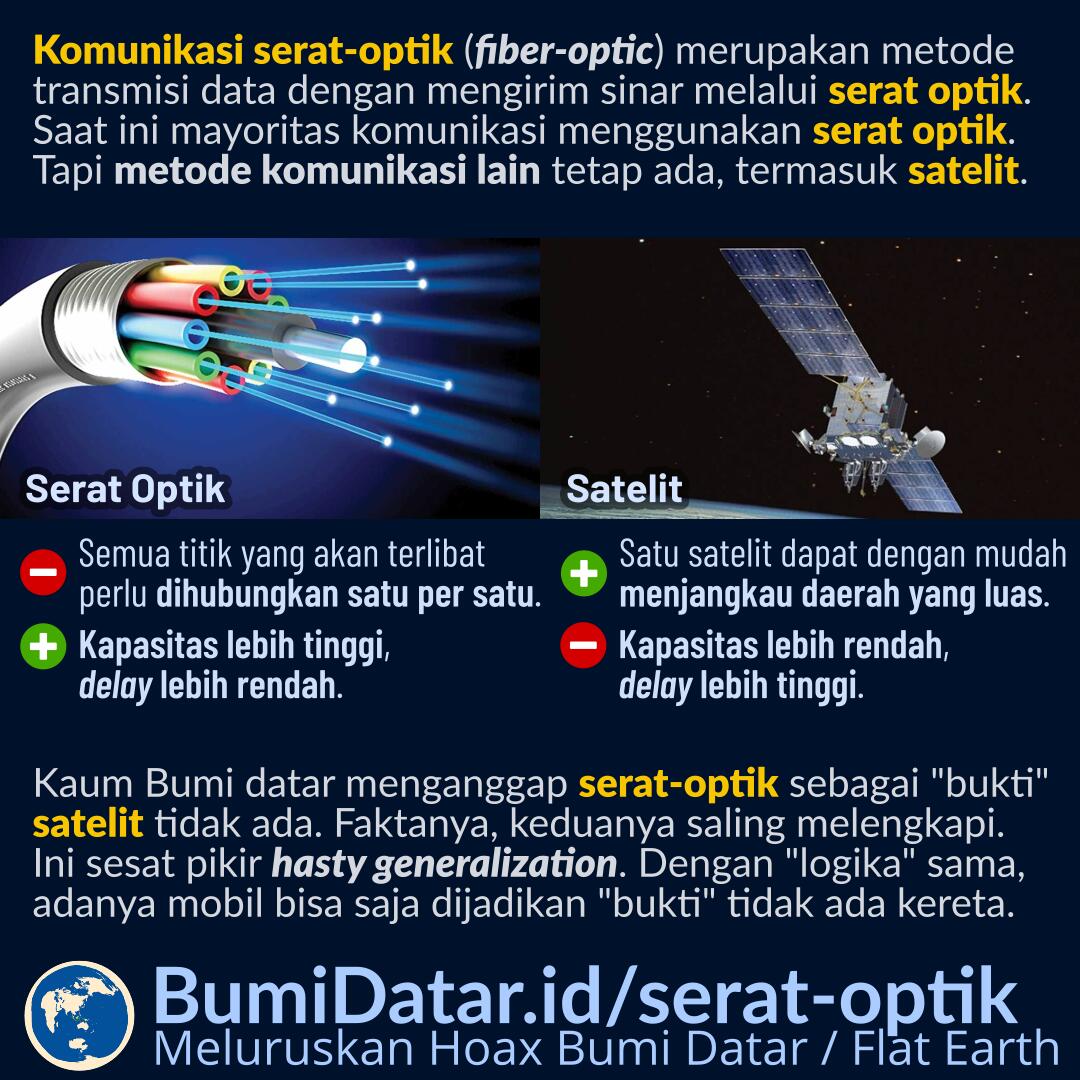 Komunikasi serat-optik (fiber-optic) merupakan metode
transmisi data dengan mengirim sinar melalui serat optik.
Saat ini mayoritas komunikasi menggunakan serat optik.
Tapi metode komunikasi lain tetap ada, termasuk satelit.
Serat Optik
Semua titik yang akan terlibat
perlu dihubungkan satu per satu.
Kapasitas lebih tinggi,
delay lebih rendah.
Satelit
Satu satelit dapat dengan mudah
menjangkau daerah yang luas.
Kapasitas lebih rendah,
delay lebih tinggi.
Kaum Bumi datar menganggap serat-optik sebagai "bukti"
satelit tidak ada. Faktanya, keduanya saling melengkapi.
Ini sesat pikir hasty generalization. Dengan "logika" sama,
adanya mobil bisa saja dijadikan "bukti" tidak ada kereta.
BumiDatar.id/serat-optik
Meluruskan Hoax Bumi Datar / Flat Earth